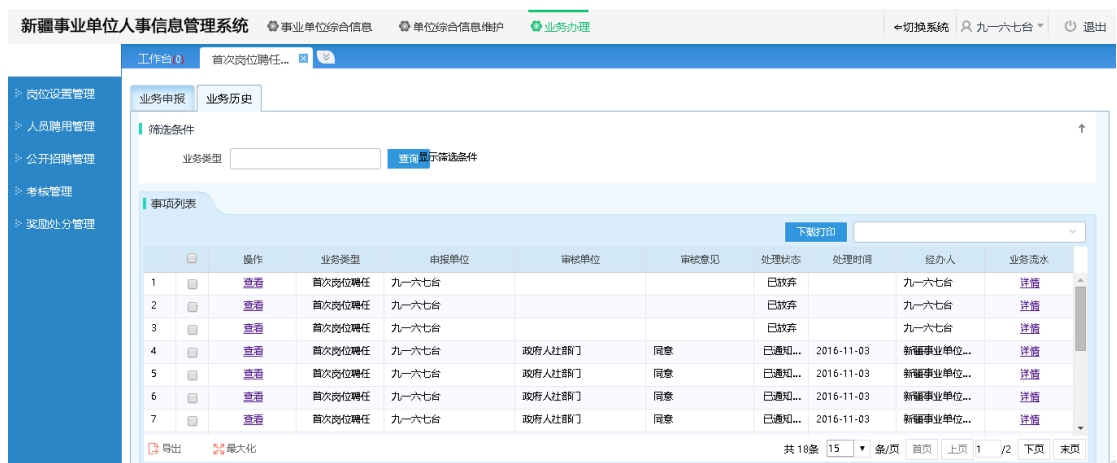 新疆事业单位人事信息管理系统 事业单位综合信息 单位综合信息维护 业务办理 切换系统 九一六七台 退出
工作台(0) 首次岗位聘任...
岗位设置管理
人员聘用管理
公开招聘管理
考核管理
奖励处分管理
业务申报 业务历史
筛选条件
业务类型 查询 显示筛选条件
事项列表
下载打印
操作 业务类型 申报单位 审核单位 审核意见 处理状态 处理时间 经办人 业务流水
1 查看 首次岗位聘任 九一六七台 已放弃 九一六七台 详情
2 查看 首次岗位聘任 九一六七台 已放弃 九一六七台 详情
3 查看 首次岗位聘任 九一六七台 已放弃 九一六七台 详情
4 查看 首次岗位聘任 九一六七台 政府人社部门 同意 已通知... 2016-11-03 新疆事业单位... 详情
5 查看 首次岗位聘任 九一六七台 政府人社部门 同意 已通知... 2016-11-03 新疆事业单位... 详情
6 查看 首次岗位聘任 九一六七台 政府人社部门 同意 已通知... 2016-11-03 新疆事业单位... 详情
7 查看 首次岗位聘任 九一六七台 政府人社部门 同意 已通知... 2016-11-03 新疆事业单位... 详情
导出 最大化 共 18条 15 条/页 首页 上页 1 /2 下页 末页